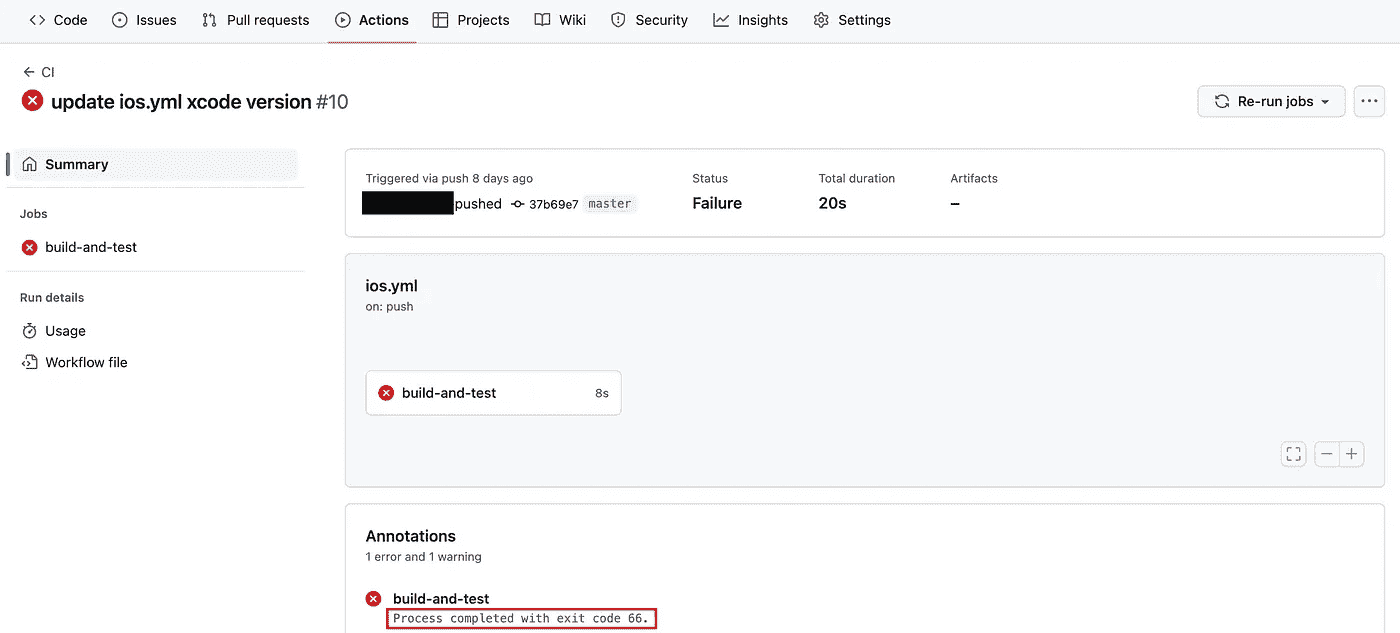 Code Issues Pull requests Actions Projects Wiki Security Insights Settings
CI
update ios.yml xcode version #10
Re-run jobs
Summary
Jobs
build-and-test
Run details
Usage
Workflow file
Triggered via push 8 days ago
pushed 37b69e7 master
Status
Failure
Total duration
20s
Artifacts
–
ios.yml
on: push
build-and-test 8s
Annotations
1 error and 1 warning
build-and-test
Process completed with exit code 66.